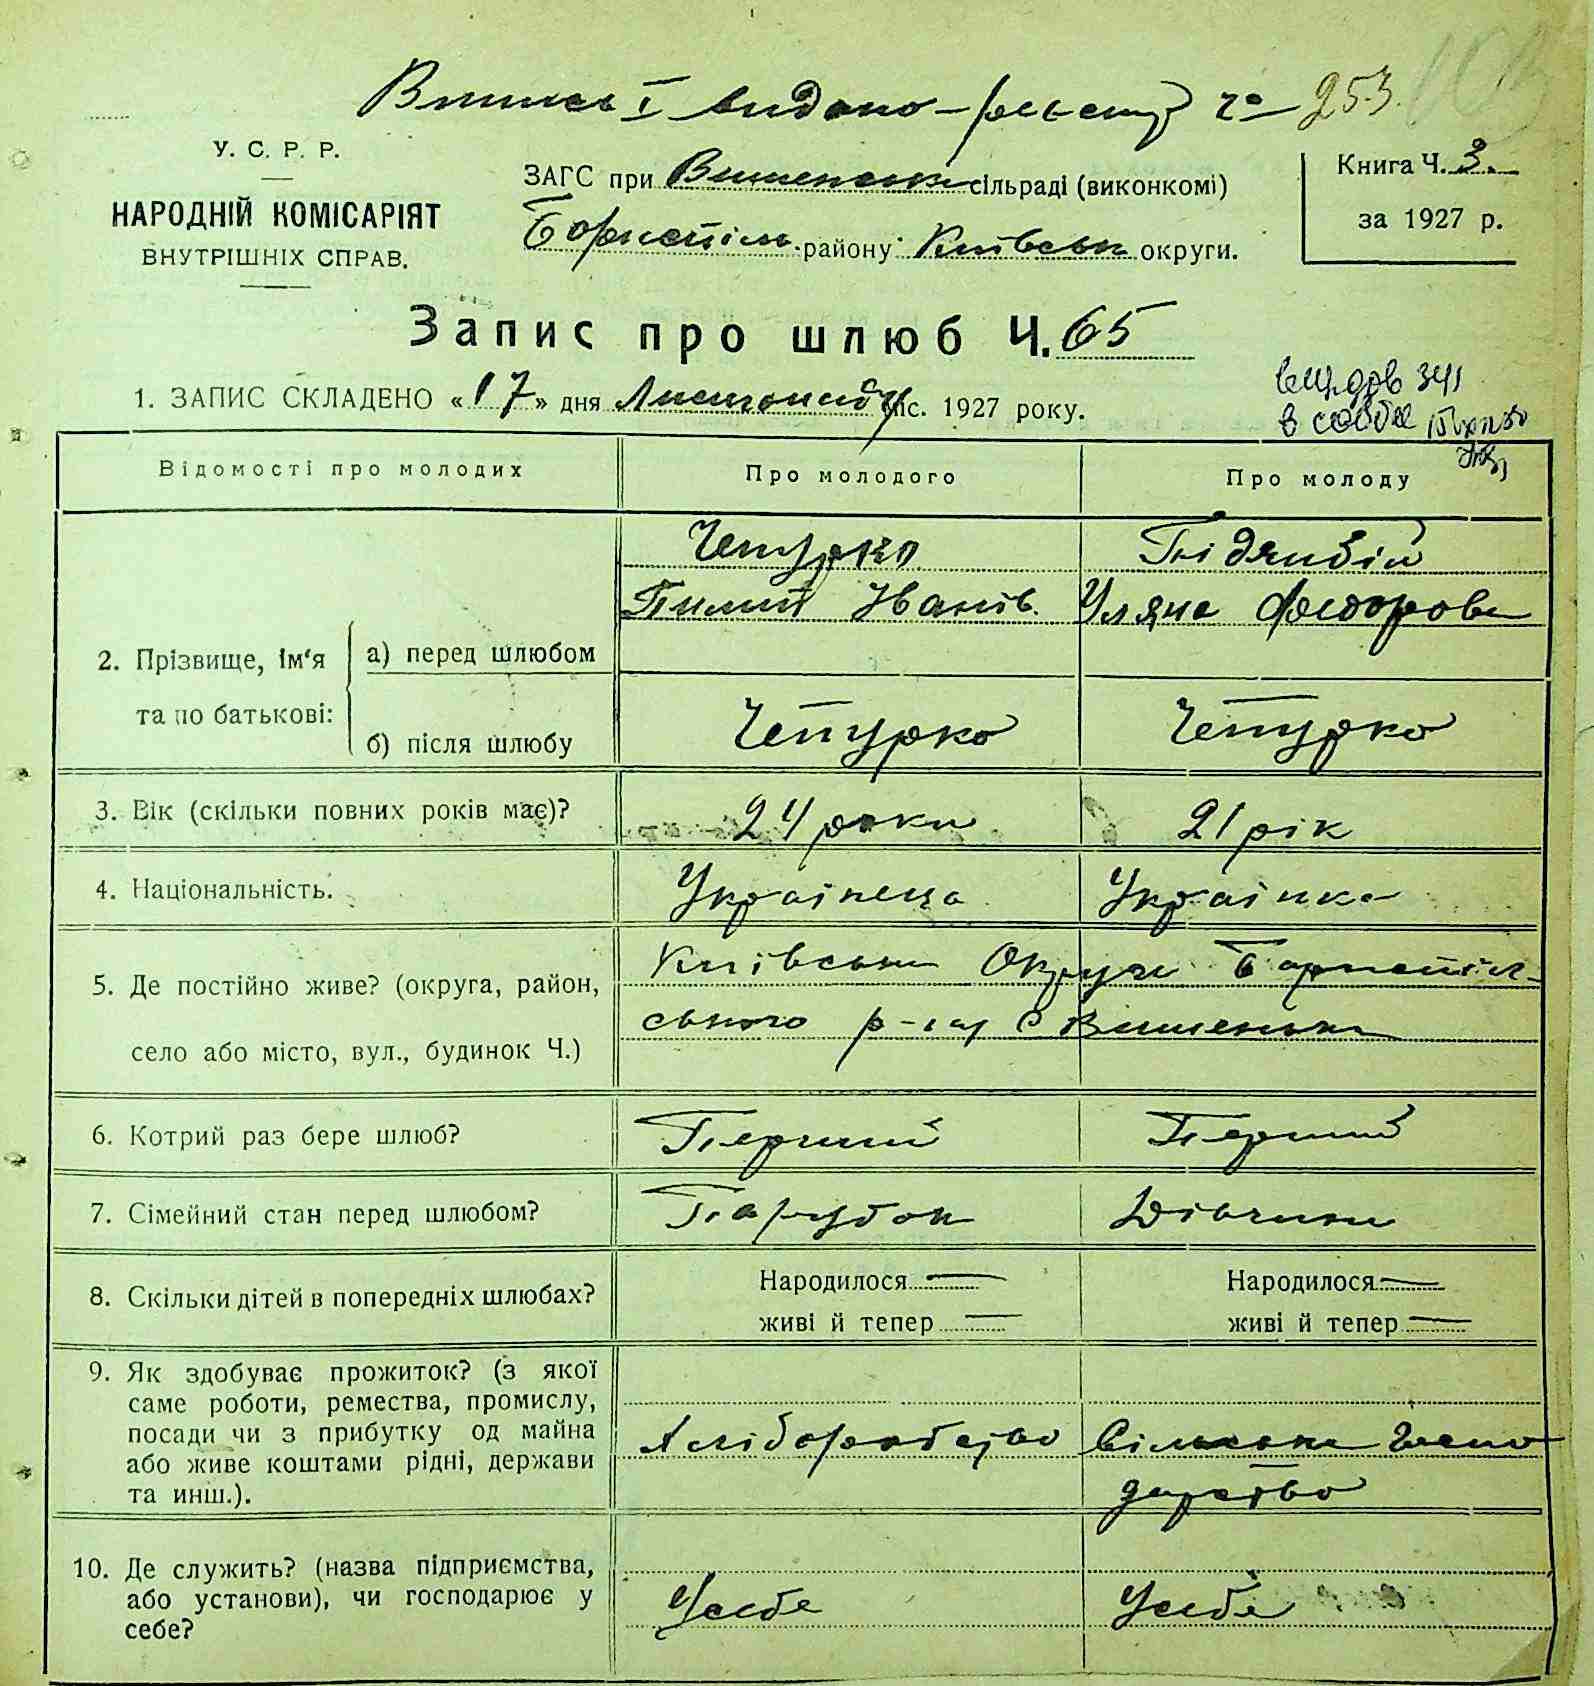 Виписъ I видано-реєстр ч° 253.
У. С. Р. Р.
НАРОДНІЙ КОМІСАРІЯТ
ВНУТРІШНІХ СПРАВ.
ЗАГС при Вишенськ сільраді (виконкомі)
Бориспіль. району Київськ округи.
Книга Ч. 3.
за 1927 р.
Запис про шлюб Ч. 65
1. ЗАПИС СКЛАДЕНО « 17 » дня Листопаду міс. 1927 року.
Відомості про молодих
Про молодого
Про молоду
2. Прізвище, ім'я та по батькові:
а) перед шлюбом
Чепурко
Пилип Іванів.
Уляна Федорова
б) після шлюбу
Чепурко
Чепурко
3. Вік (скільки повних років має)?
24 роки
21 рік
4. Національність.
Українець
Українка
5. Де постійно живе? (округа, район,
село або місто, вул., будинок Ч.)
Київськи Округи Бориспіль-
ського р-ну с Вишеньки
6. Котрий раз бере шлюб?
Перший
Перший
7. Сімейний стан перед шлюбом?
Парубок
Дівчина
8. Скільки дітей в попередніх шлюбах?
Народилося —
живі й тепер —
Народилося —
живі й тепер —
9. Як здобуває прожиток? (з якої
саме роботи, ремества, промислу,
посади чи з прибутку од майна
або живе коштами рідні, держави
та инш.).
Хліборобство
Сільське Госпо
дарство
10. Де служить? (назва підприємства,
або установи), чи господарює у
себе?
Усебе
Усебе